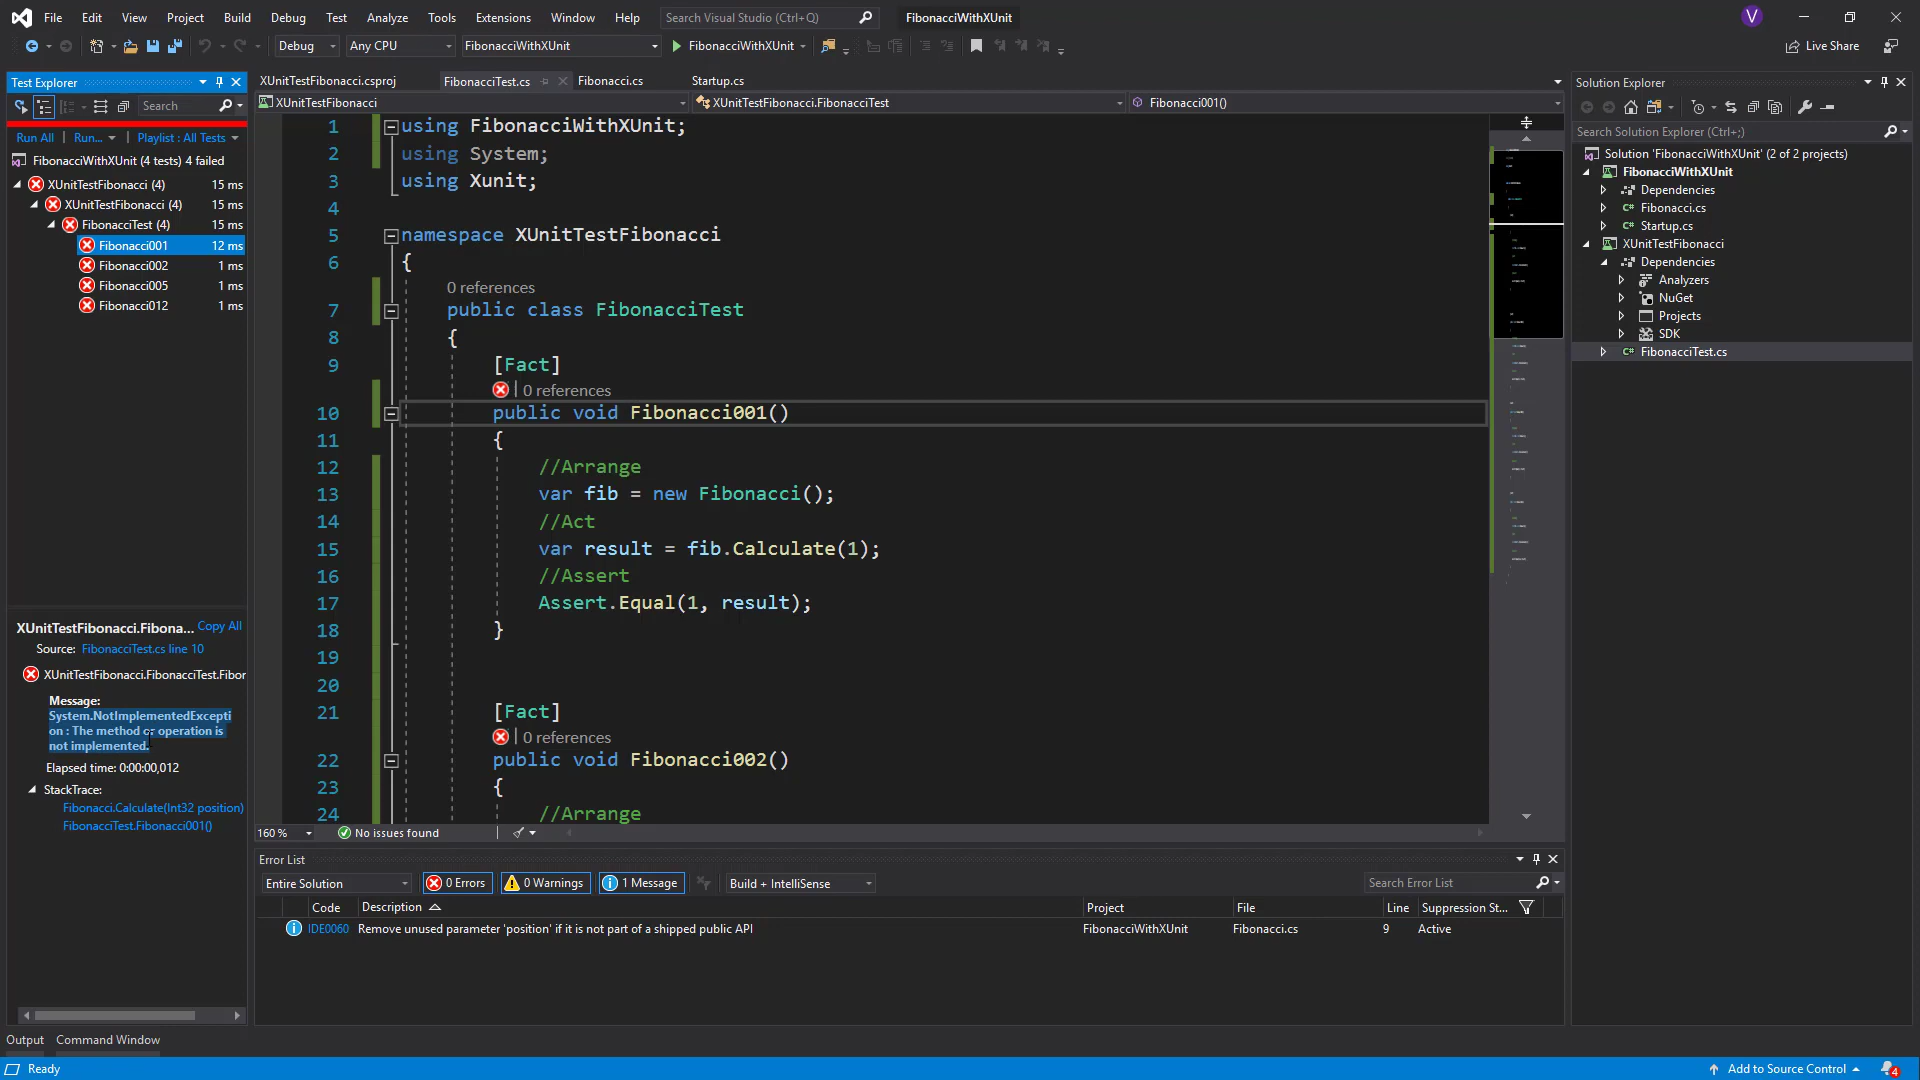 File Edit View Project Build Debug Test Analyze Tools Extensions Window Help Search Visual Studio (Ctrl+Q) FibonacciWithXUnit V
Debug Any CPU FibonacciWithXUnit FibonacciWithXUnit Live Share
Test Explorer
Search
Run All Run... Playlist : All Tests
FibonacciWithXUnit (4 tests) 4 failed
XUnitTestFibonacci (4) 15 ms
XUnitTestFibonacci (4) 15 ms
FibonacciTest (4) 15 ms
Fibonacci001 12 ms
Fibonacci002 1 ms
Fibonacci005 1 ms
Fibonacci012 1 ms
XUnitTestFibonacci.Fibona... Copy All
Source: FibonacciTest.cs line 10
XUnitTestFibonacci.FibonacciTest.Fibor
Message:
System.NotImplementedExcepti
on : The method or operation is
not implemented.
Elapsed time: 0:00:00,012
StackTrace:
Fibonacci.Calculate(Int32 position)
FibonacciTest.Fibonacci001()
XUnitTestFibonacci.csproj FibonacciTest.cs Fibonacci.cs Startup.cs
XUnitTestFibonacci XUnitTestFibonacci.FibonacciTest Fibonacci001()
1 using FibonacciWithXUnit;
2 using System;
3 using Xunit;
4
5 namespace XUnitTestFibonacci
6 {
0 references
7 public class FibonacciTest
8 {
9 [Fact]
| 0 references
10 public void Fibonacci001()
11 {
12 //Arrange
13 var fib = new Fibonacci();
14 //Act
15 var result = fib.Calculate(1);
16 //Assert
17 Assert.Equal(1, result);
18 }
19
20
21 [Fact]
| 0 references
22 public void Fibonacci002()
23 {
24 //Arrange
160 % No issues found
Error List
Entire Solution 0 Errors 0 Warnings 1 Message Build + IntelliSense Search Error List
Code Description Project File Line Suppression St...
IDE0060 Remove unused parameter 'position' if it is not part of a shipped public API FibonacciWithXUnit Fibonacci.cs 9 Active
Solution Explorer
Search Solution Explorer (Ctrl+;)
Solution 'FibonacciWithXUnit' (2 of 2 projects)
FibonacciWithXUnit
Dependencies
C# Fibonacci.cs
C# Startup.cs
XUnitTestFibonacci
Dependencies
Analyzers
NuGet
Projects
SDK
C# FibonacciTest.cs
Output Command Window
Ready Add to Source Control 4